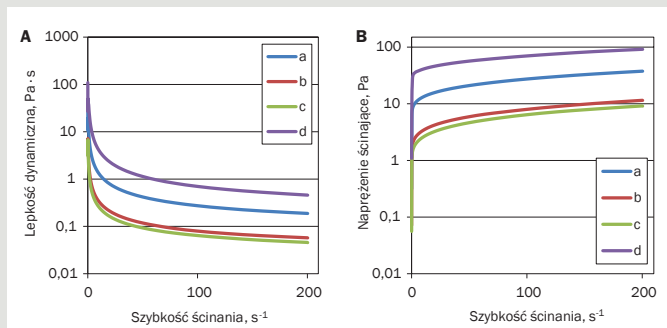 A
Lepkość dynamiczna, Pa · s
1000
100
10
1
0,1
0,01
0
100
200
Szybkość ścinania, s-1
a
b
c
d
B
Naprężenie ścinające, Pa
100
10
1
0,1
0,01
0
100
200
Szybkość ścinania, s-1
a
b
c
d